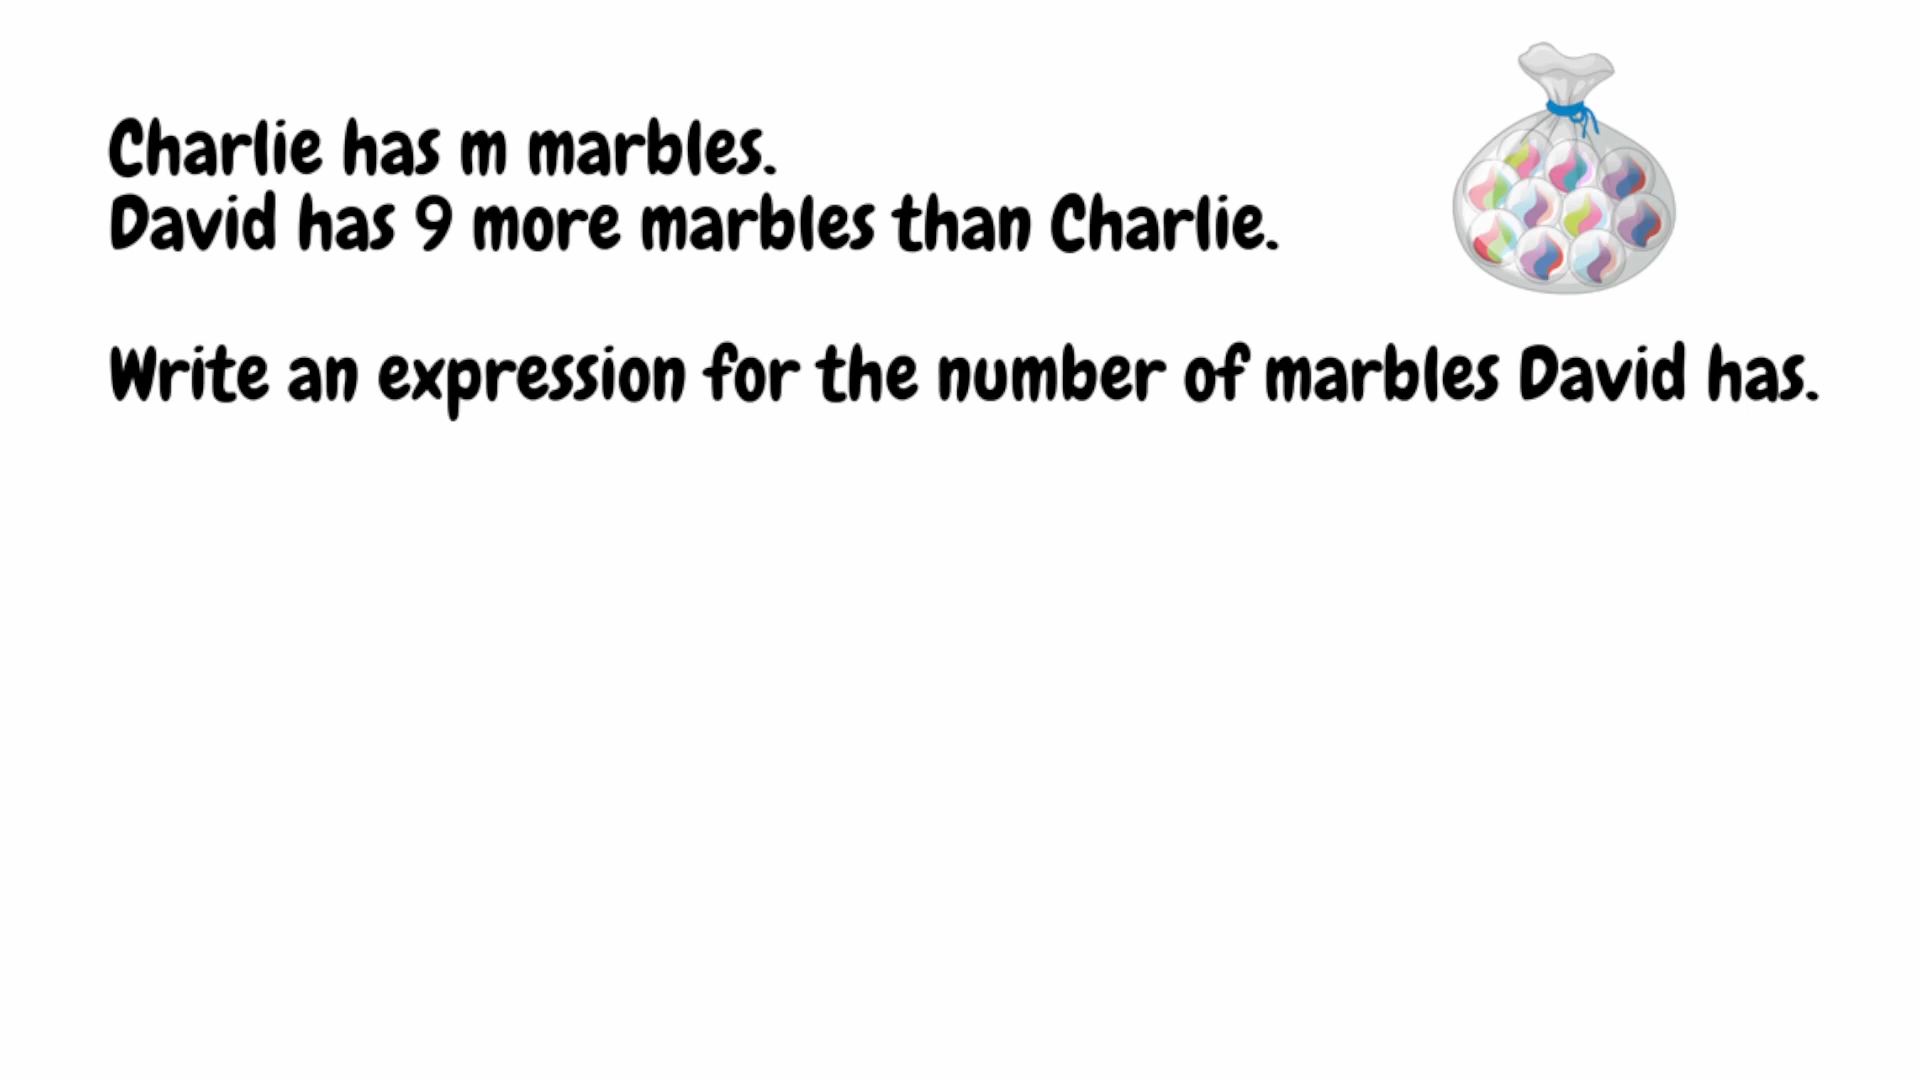 Charlie has m marbles.
David has 9 more marbles than Charlie.
Write an expression for the number of marbles David has.